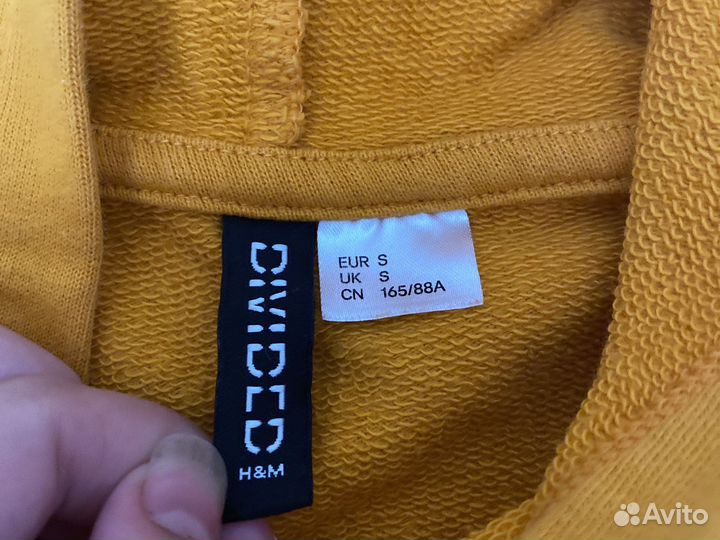 DIVIDED
H&M
EUR S
UK S
CN 165/88A
Avito